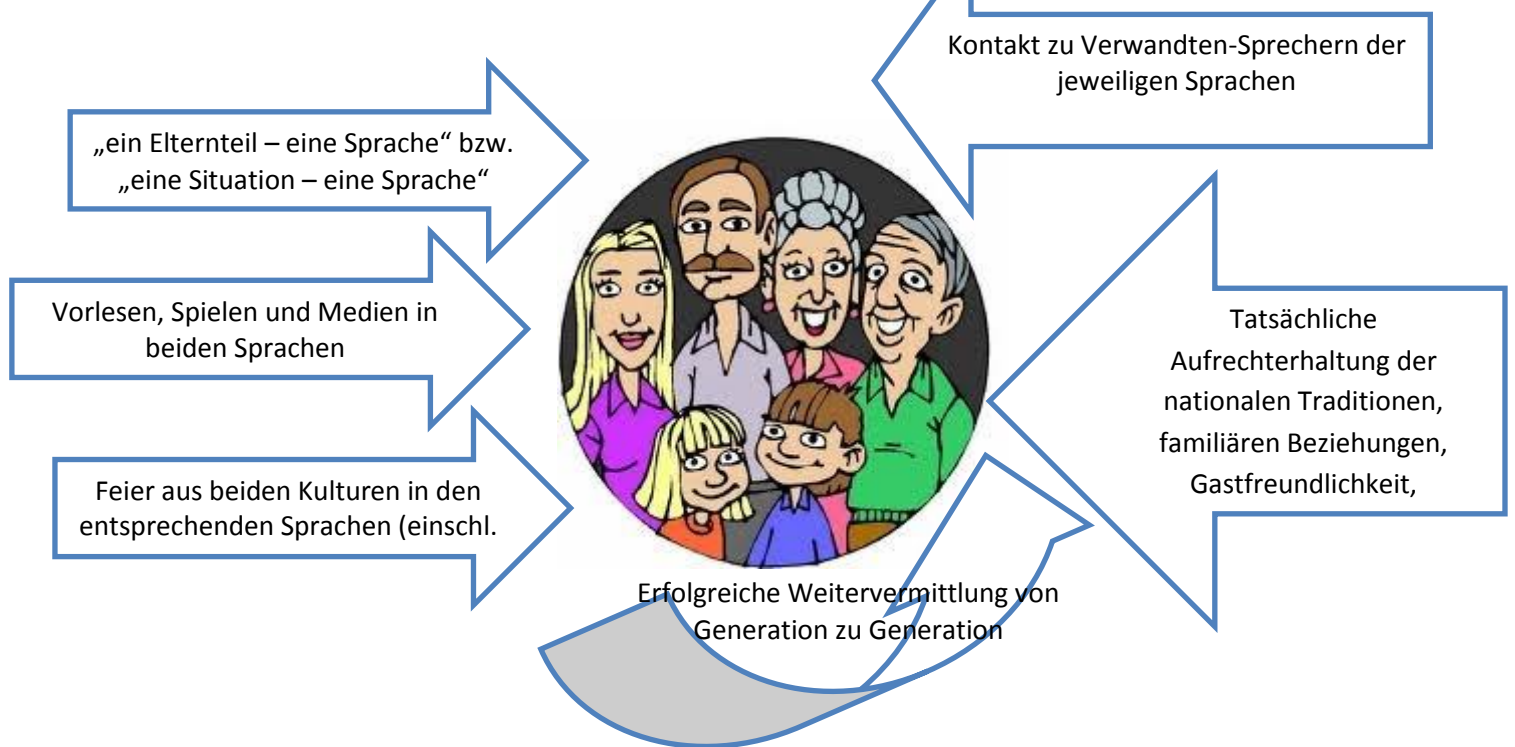 Kontakt zu Verwandten-Sprechern der
jeweiligen Sprachen
„ein Elternteil – eine Sprache“ bzw.
„eine Situation – eine Sprache“
Vorlesen, Spielen und Medien in
beiden Sprachen
Tatsächliche
Aufrechterhaltung der
nationalen Traditionen,
familiären Beziehungen,
Gastfreundlichkeit,
Feier aus beiden Kulturen in den
entsprechenden Sprachen (einschl.
Erfolgreiche Weitervermittlung von
Generation zu Generation